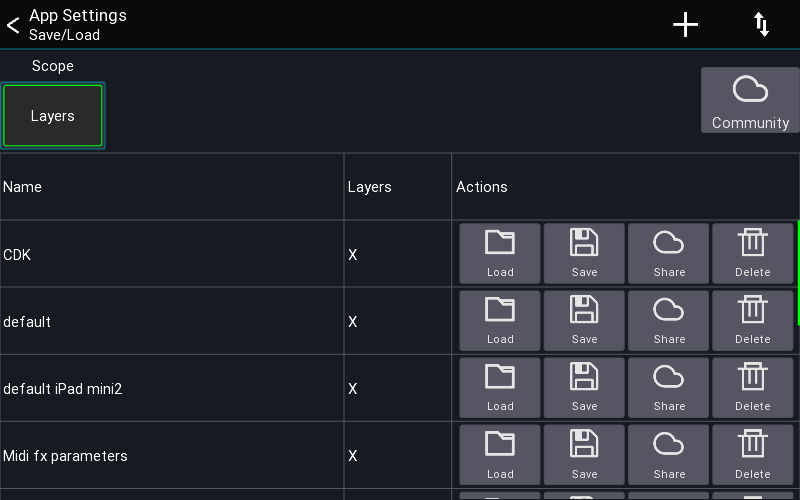 App Settings
Save/Load
Scope
Layers
Community
Name Layers Actions
CDK X Load Save Share Delete
default X Load Save Share Delete
default iPad mini2 X Load Save Share Delete
Midi fx parameters X Load Save Share Delete